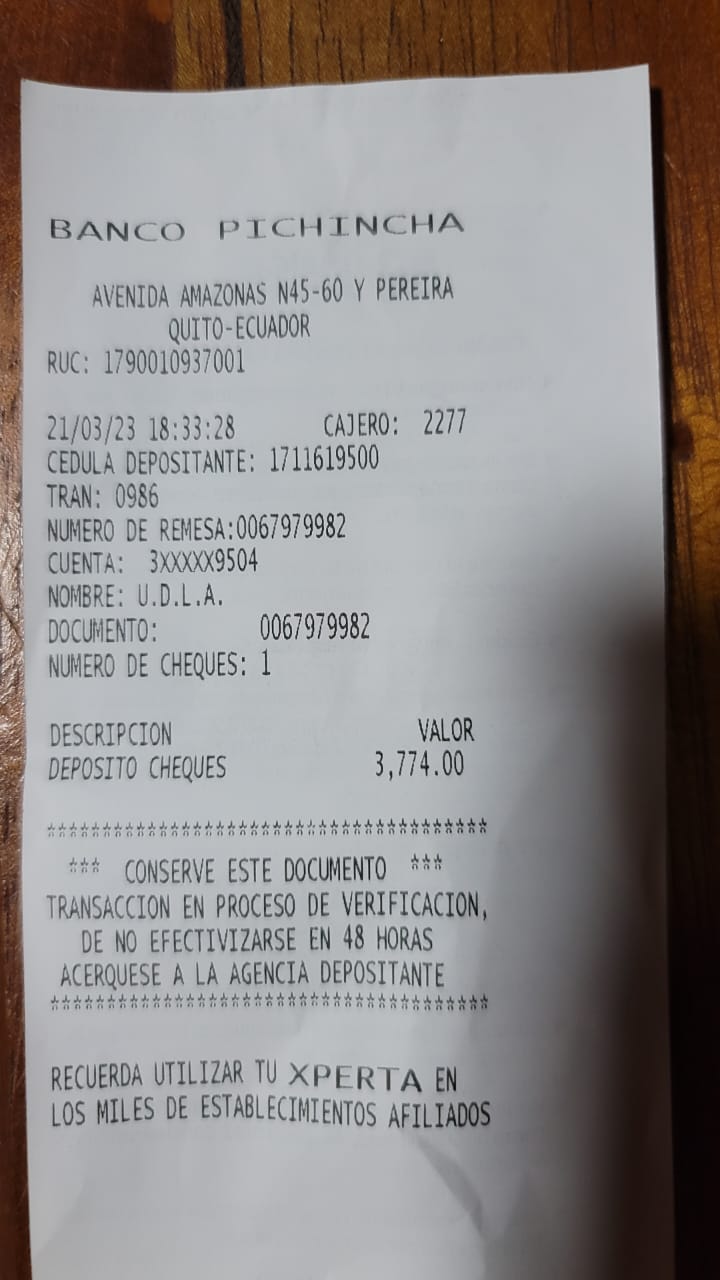 BANCO PICHINCHA
AVENIDA AMAZONAS N45-60 Y PEREIRA
QUITO-ECUADOR
RUC: 1790010937001
21/03/23 18:33:28 CAJERO: 2277
CEDULA DEPOSITANTE: 1711619500
TRAN: 0986
NUMERO DE REMESA:0067979982
CUENTA: 3XXXXX9504
NOMBRE: U.D.L.A.
DOCUMENTO: 0067979982
NUMERO DE CHEQUES: 1
DESCRIPCION VALOR
DEPOSITO CHEQUES 3,774.00
****************************************
*** CONSERVE ESTE DOCUMENTO ***
TRANSACCION EN PROCESO DE VERIFICACION,
DE NO EFECTIVIZARSE EN 48 HORAS
ACERQUESE A LA AGENCIA DEPOSITANTE
****************************************
RECUERDA UTILIZAR TU XPERTA EN
LOS MILES DE ESTABLECIMIENTOS AFILIADOS